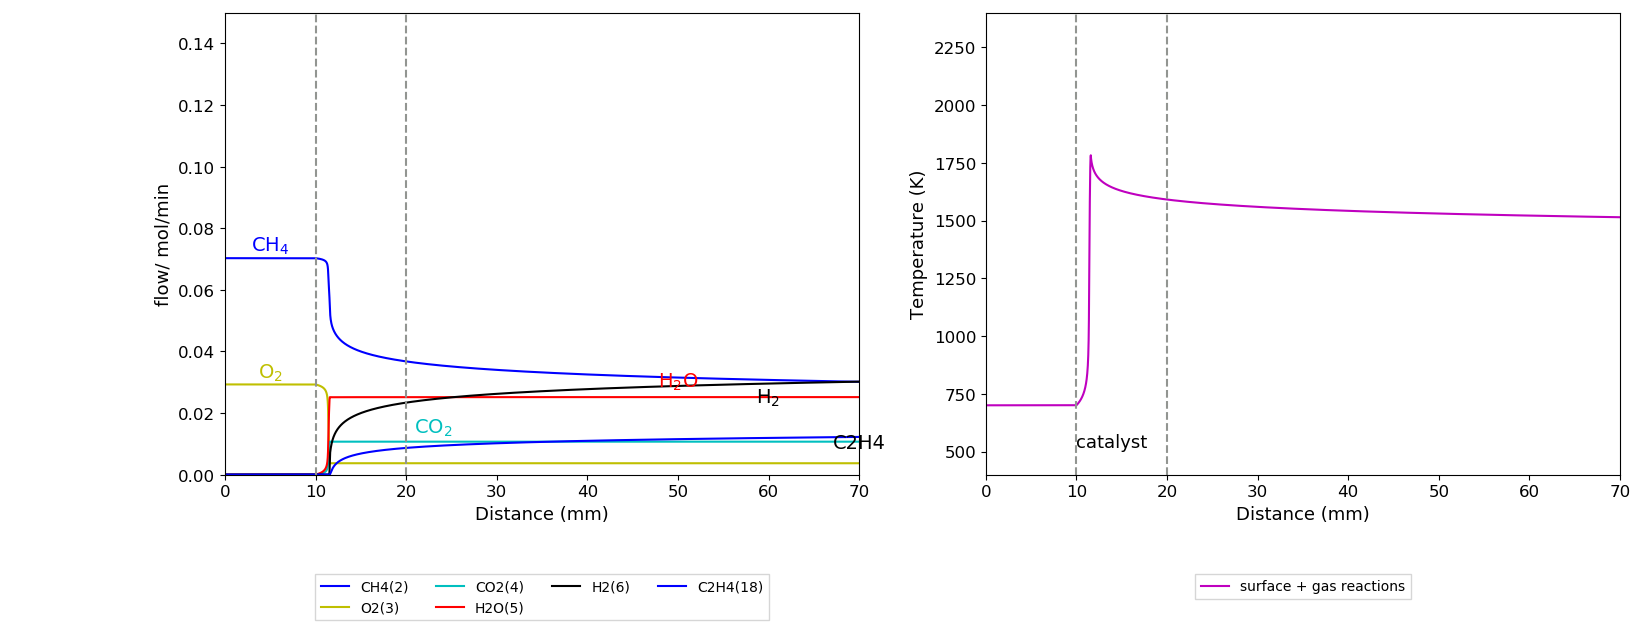 0.14
0.12
0.10
0.08
0.06
0.04
0.02
0.00
flow/ mol/min
CH₄
O₂
H₂O
H₂
CO₂
C2H4
0 10 20 30 40 50 60 70
Distance (mm)
CH4(2) CO2(4) H2(6) C2H4(18)
O2(3) H2O(5)
2250
2000
1750
1500
1250
1000
750
500
Temperature (K)
catalyst
0 10 20 30 40 50 60 70
Distance (mm)
surface + gas reactions